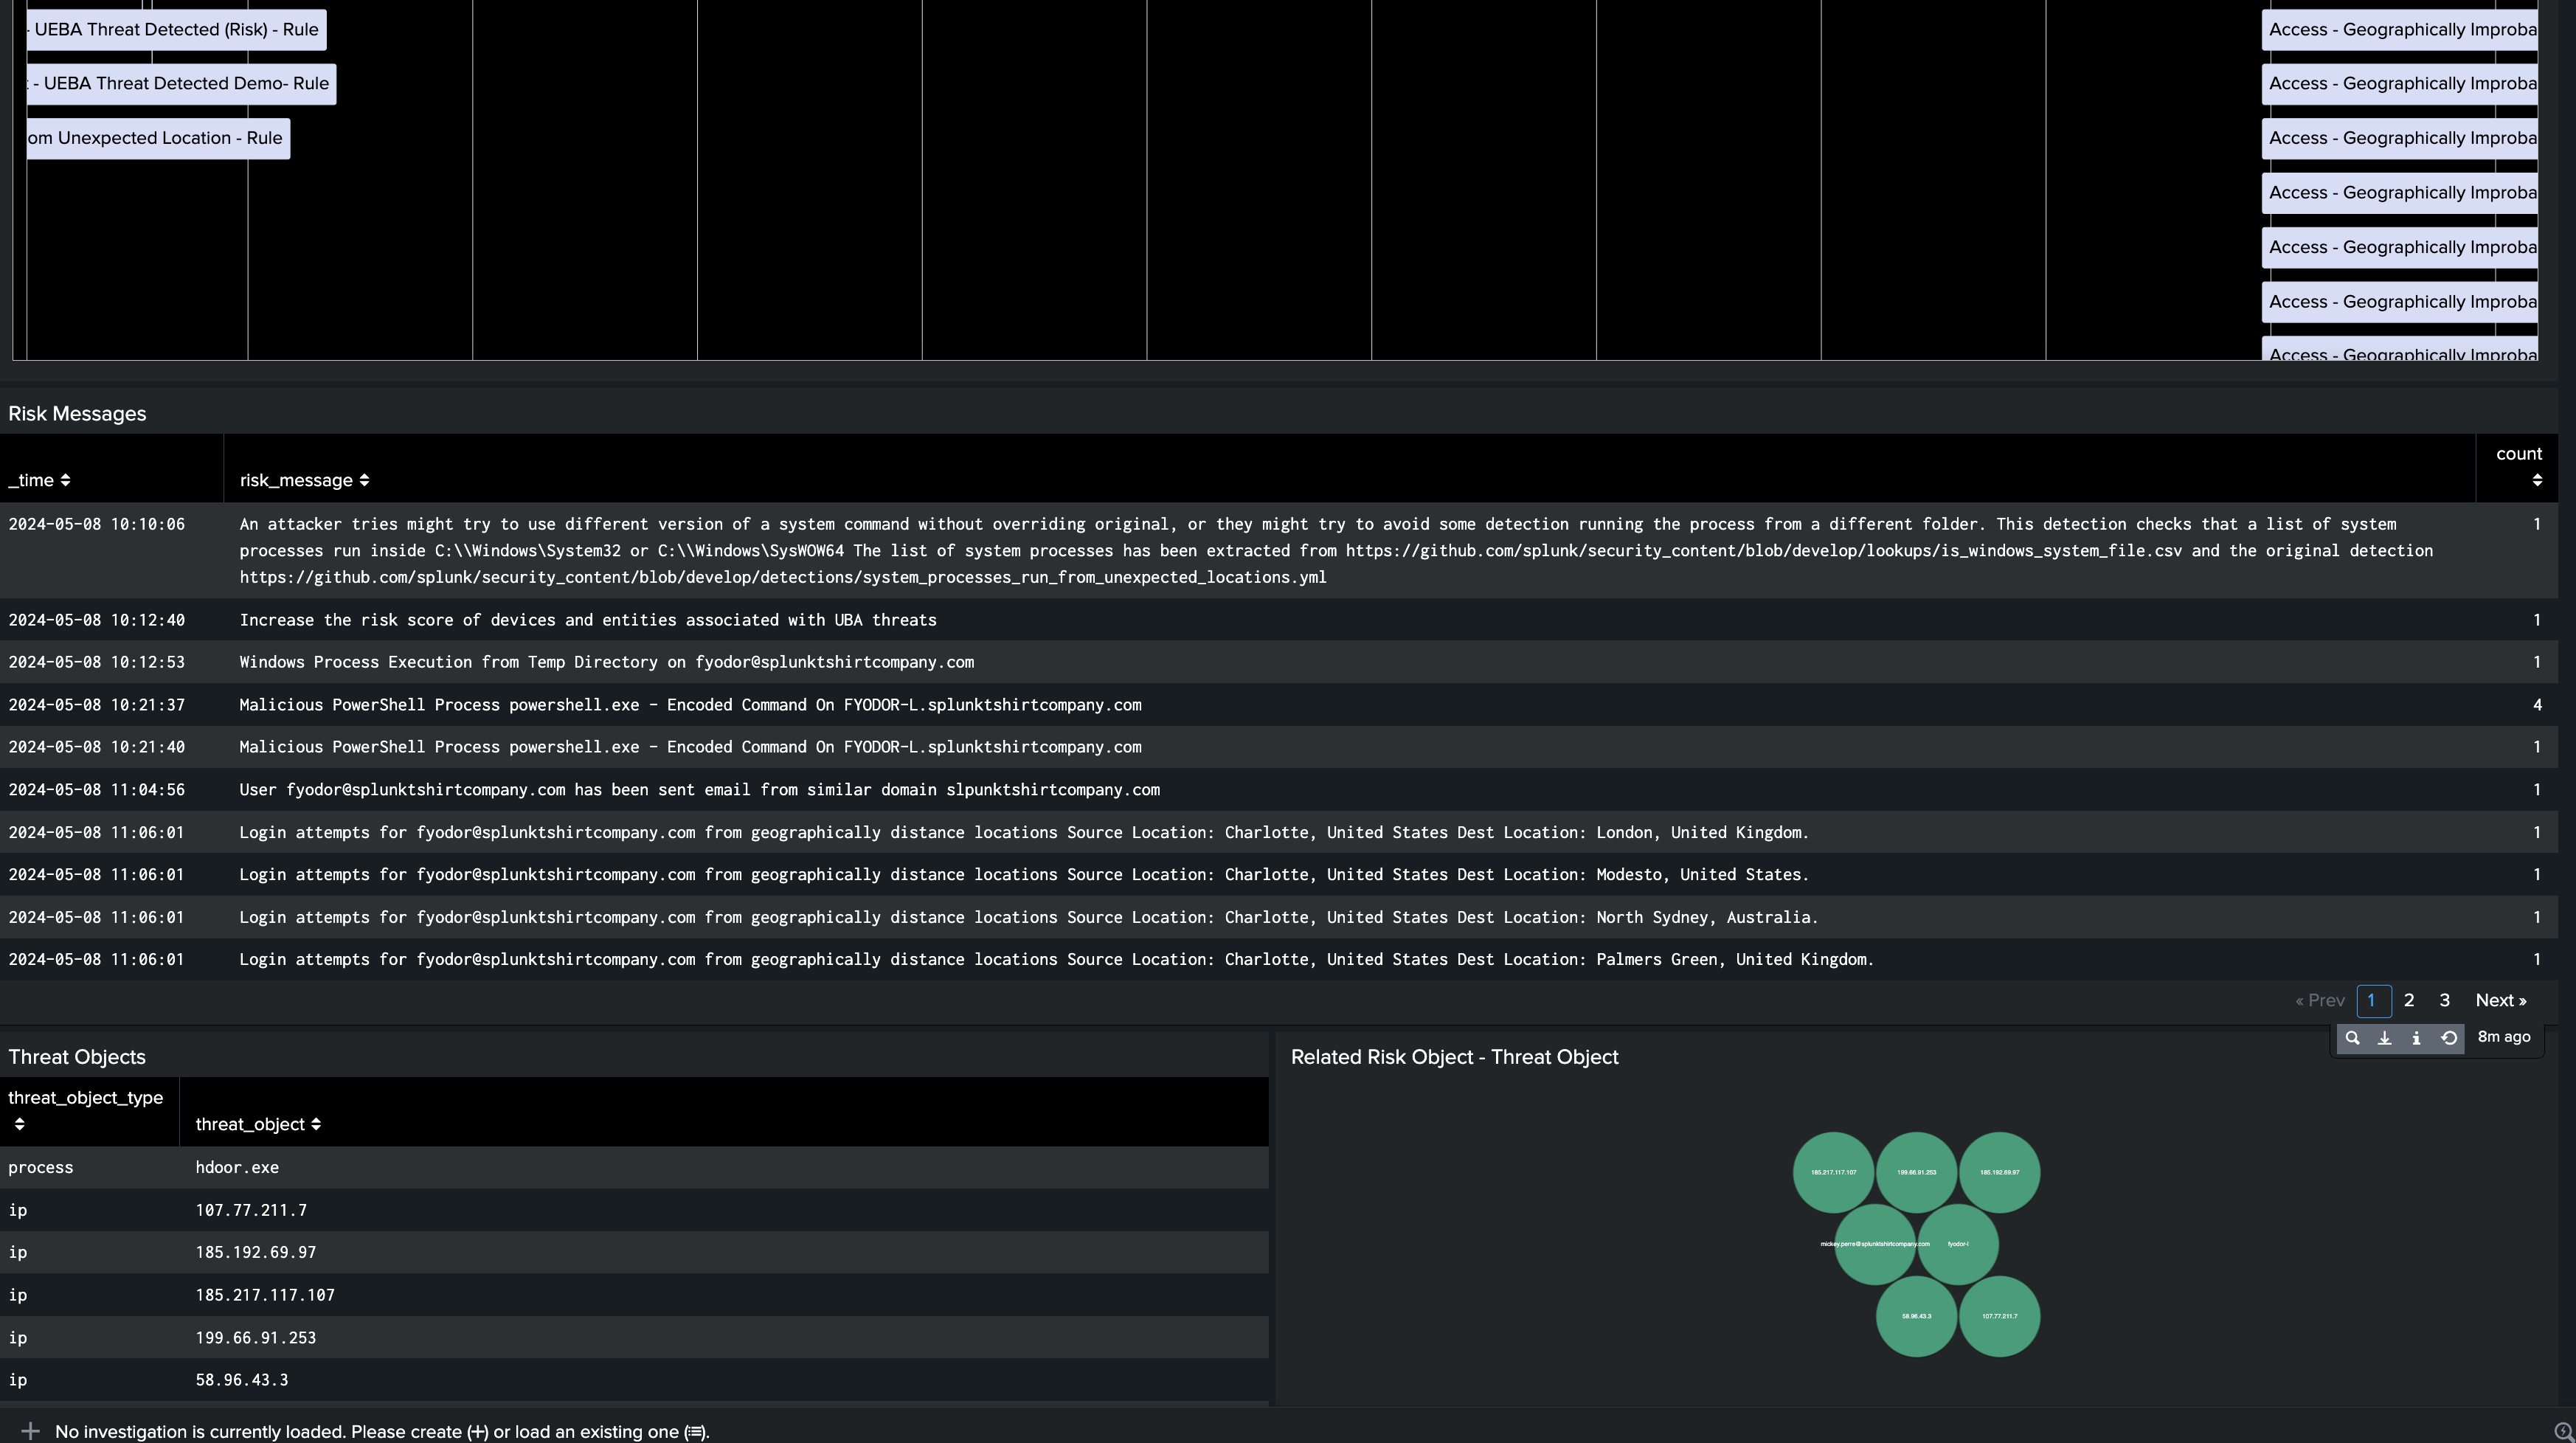 - UEBA Threat Detected (Risk) - Rule
Access - Geographically Improba
- UEBA Threat Detected Demo- Rule
Access - Geographically Improba
om Unexpected Location - Rule
Access - Geographically Improba
Access - Geographically Improba
Access - Geographically Improba
Access - Geographically Improba
Access - Geographically Improba
Risk Messages
_time risk_message count
2024-05-08 10:10:06 An attacker tries might try to use different version of a system command without overriding original, or they might try to avoid some detection running the process from a different folder. This detection checks that a list of system 1
processes run inside C:\\Windows\System32 or C:\\Windows\SysWOW64 The list of system processes has been extracted from https://github.com/splunk/security_content/blob/develop/lookups/is_windows_system_file.csv and the original detection
https://github.com/splunk/security_content/blob/develop/detections/system_processes_run_from_unexpected_locations.yml
2024-05-08 10:12:40 Increase the risk score of devices and entities associated with UBA threats 1
2024-05-08 10:12:53 Windows Process Execution from Temp Directory on fyodor@splunktshirtcompany.com 1
2024-05-08 10:21:37 Malicious PowerShell Process powershell.exe - Encoded Command On FYODOR-L.splunktshirtcompany.com 4
2024-05-08 10:21:40 Malicious PowerShell Process powershell.exe - Encoded Command On FYODOR-L.splunktshirtcompany.com 1
2024-05-08 11:04:56 User fyodor@splunktshirtcompany.com has been sent email from similar domain slpunktshirtcompany.com 1
2024-05-08 11:06:01 Login attempts for fyodor@splunktshirtcompany.com from geographically distance locations Source Location: Charlotte, United States Dest Location: London, United Kingdom. 1
2024-05-08 11:06:01 Login attempts for fyodor@splunktshirtcompany.com from geographically distance locations Source Location: Charlotte, United States Dest Location: Modesto, United States. 1
2024-05-08 11:06:01 Login attempts for fyodor@splunktshirtcompany.com from geographically distance locations Source Location: Charlotte, United States Dest Location: North Sydney, Australia. 1
2024-05-08 11:06:01 Login attempts for fyodor@splunktshirtcompany.com from geographically distance locations Source Location: Charlotte, United States Dest Location: Palmers Green, United Kingdom. 1
« Prev 1 2 3 Next »
8m ago
Threat Objects
threat_object_type threat_object
process hdoor.exe
ip 107.77.211.7
ip 185.192.69.97
ip 185.217.117.107
ip 199.66.91.253
ip 58.96.43.3
Related Risk Object - Threat Object
185.217.117.107 199.66.91.253 185.192.69.97
mickey.perre@splunktshirtcompany.com fyodor-l
58.96.43.3 107.77.211.7
No investigation is currently loaded. Please create (+) or load an existing one (≔).